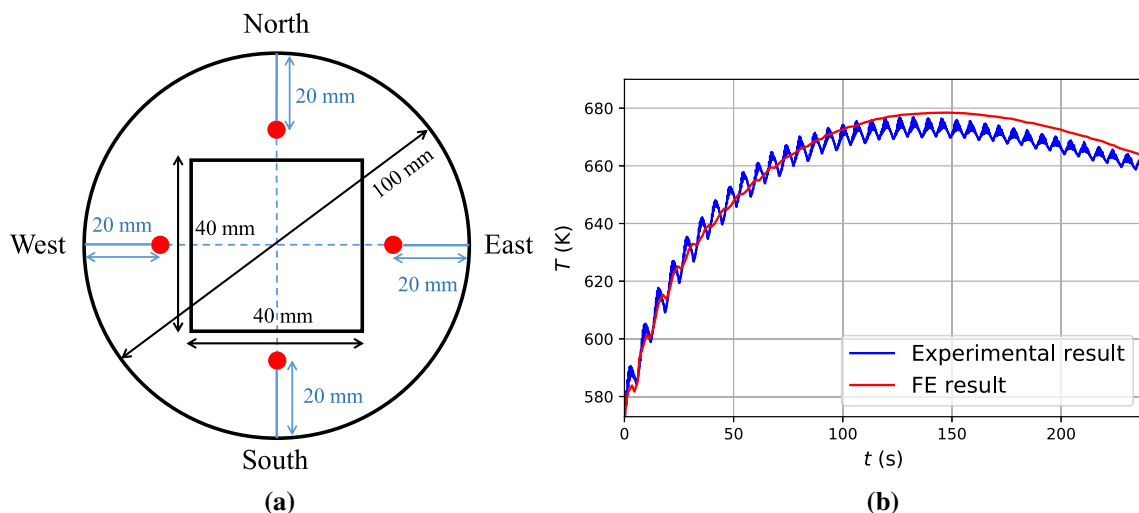 North
20 mm
100 mm
20 mm
West
40 mm
East
20 mm
40 mm
20 mm
South
(a)
T (K)
680
660
640
620
600
580
0
50
100
150
200
t (s)
Experimental result
FE result
(b)